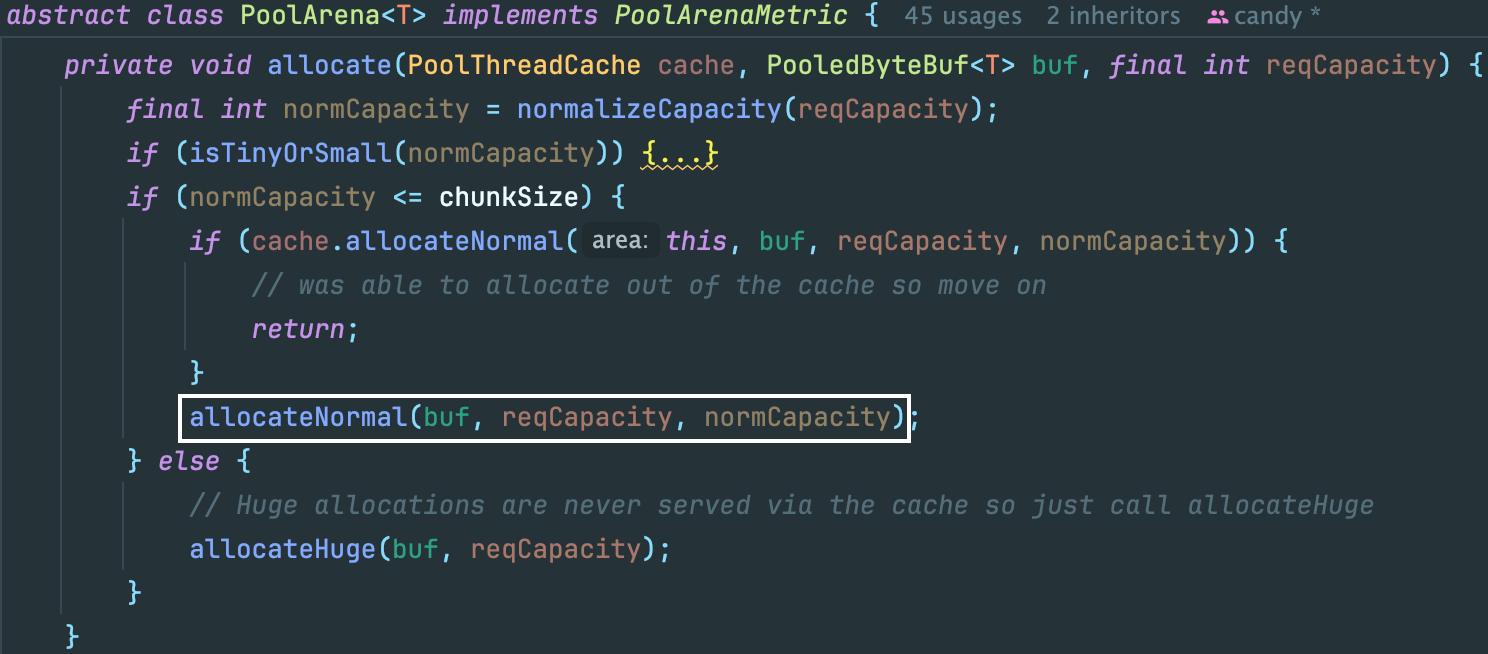 abstract class PoolArena<T> implements PoolArenaMetric { 45 usages 2 inheritors candy *
private void allocate(PoolThreadCache cache, PooledByteBuf<T> buf, final int reqCapacity) {
final int normCapacity = normalizeCapacity(reqCapacity);
if (isTinyOrSmall(normCapacity)) {...}
if (normCapacity <= chunkSize) {
if (cache.allocateNormal( area: this, buf, reqCapacity, normCapacity)) {
// was able to allocate out of the cache so move on
return;
}
allocateNormal(buf, reqCapacity, normCapacity);
} else {
// Huge allocations are never served via the cache so just call allocateHuge
allocateHuge(buf, reqCapacity);
}
}